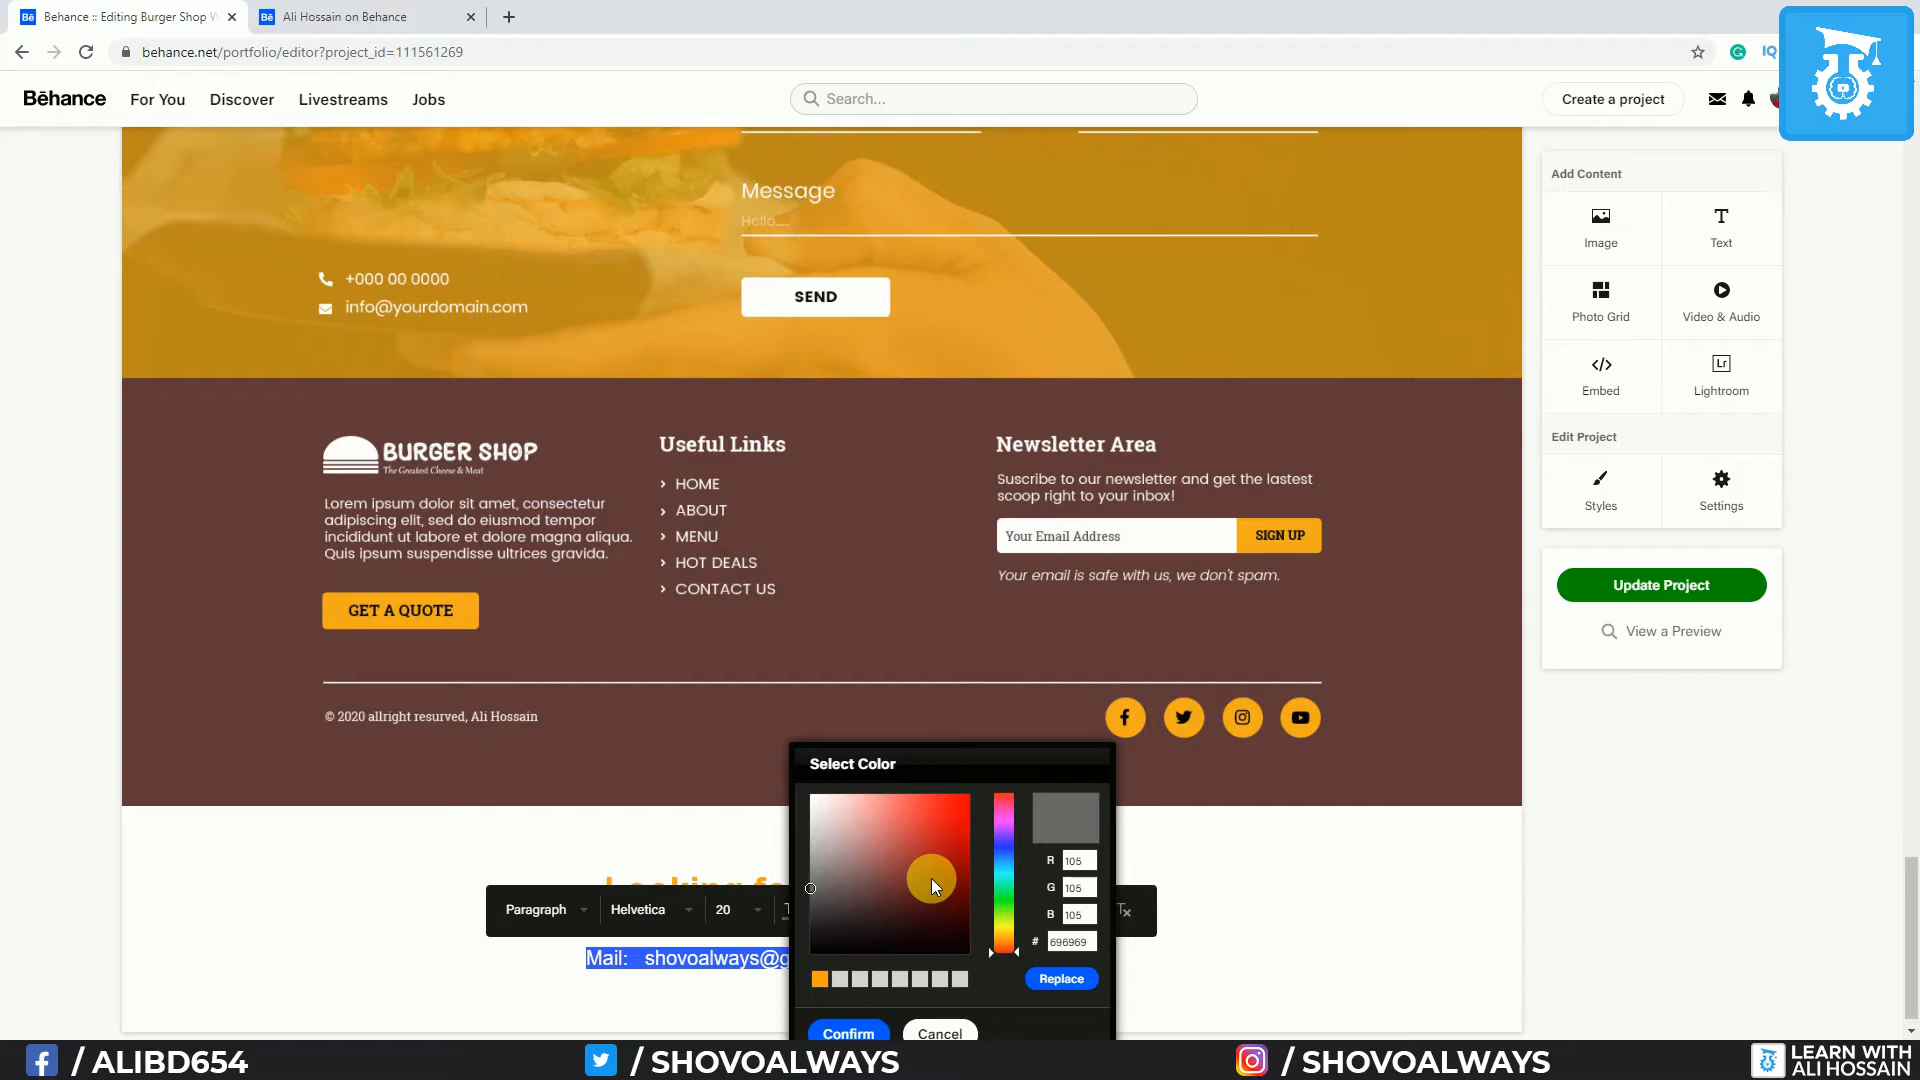 Behance :: Editing Burger Shop W
Ali Hossain on Behance
behance.net/portfolio/editor?project_id=111561269
IQ
Bēhance
For You
Discover
Livestreams
Jobs
Search...
Create a project
Add Content
Image
Text
Photo Grid
Video & Audio
Embed
Lr
Lightroom
Edit Project
Styles
Settings
Update Project
View a Preview
Message
Hello.....
+000 00 0000
info@yourdomain.com
SEND
BURGER SHOP
The Greatest Cheese & Meat
Lorem ipsum dolor sit amet, consectetur
adipiscing elit, sed do eiusmod tempor
incididunt ut labore et dolore magna aliqua.
Quis ipsum suspendisse ultrices gravida.
GET A QUOTE
Useful Links
HOME
ABOUT
MENU
HOT DEALS
CONTACT US
Newsletter Area
Suscribe to our newsletter and get the lastest
scoop right to your inbox!
Your Email Address
SIGN UP
Your email is safe with us, we don't spam.
© 2020 allright resurved, Ali Hossain
Select Color
R 105
G 105
B 105
# 696969
Replace
Confirm
Cancel
Paragraph
Helvetica
20
Mail: shovoalways@g
/ ALIBD654
/ SHOVOALWAYS
/ SHOVOALWAYS
LEARN WITH
ALI HOSSAIN